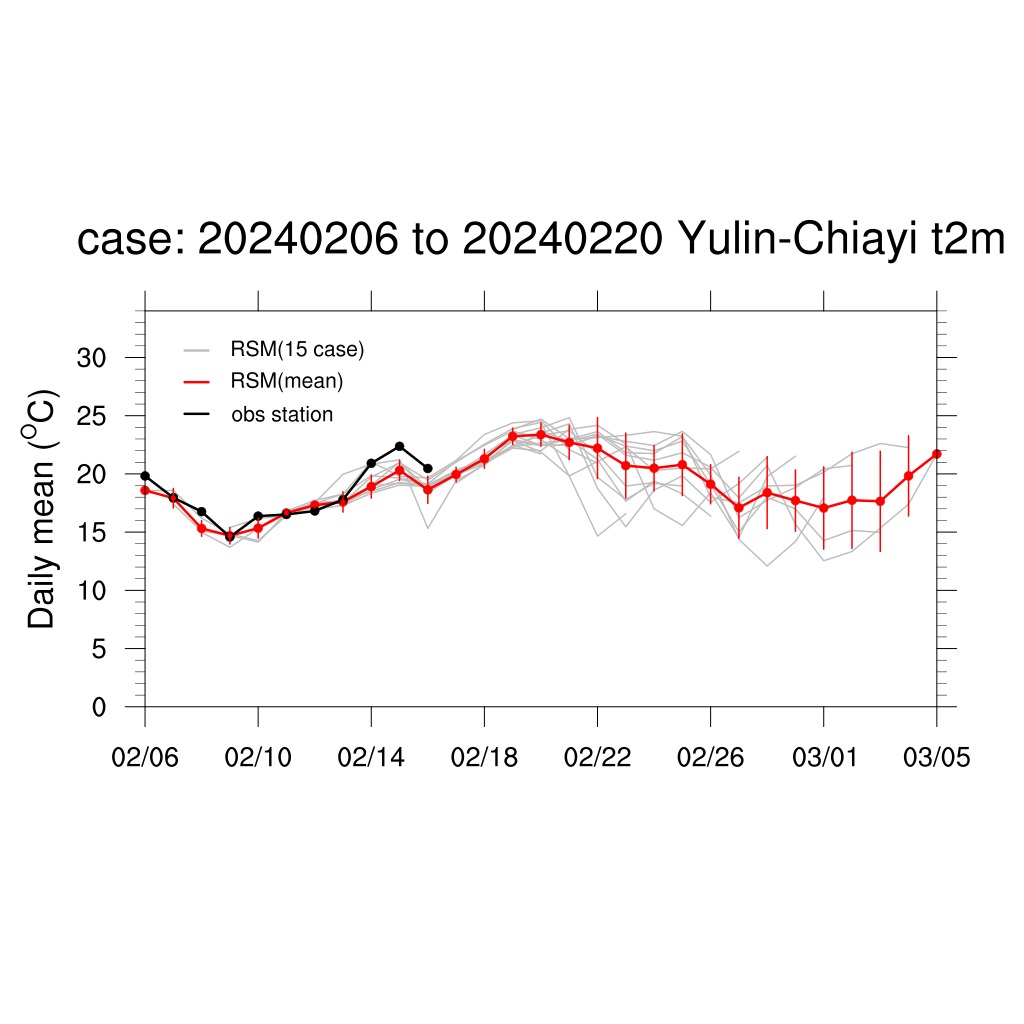 case: 20240206 to 20240220 Yulin-Chiayi t2m
RSM(15 case)
RSM(mean)
obs station
Daily mean (°C)
30
25
20
15
10
5
0
02/06 02/10 02/14 02/18 02/22 02/26 03/01 03/05